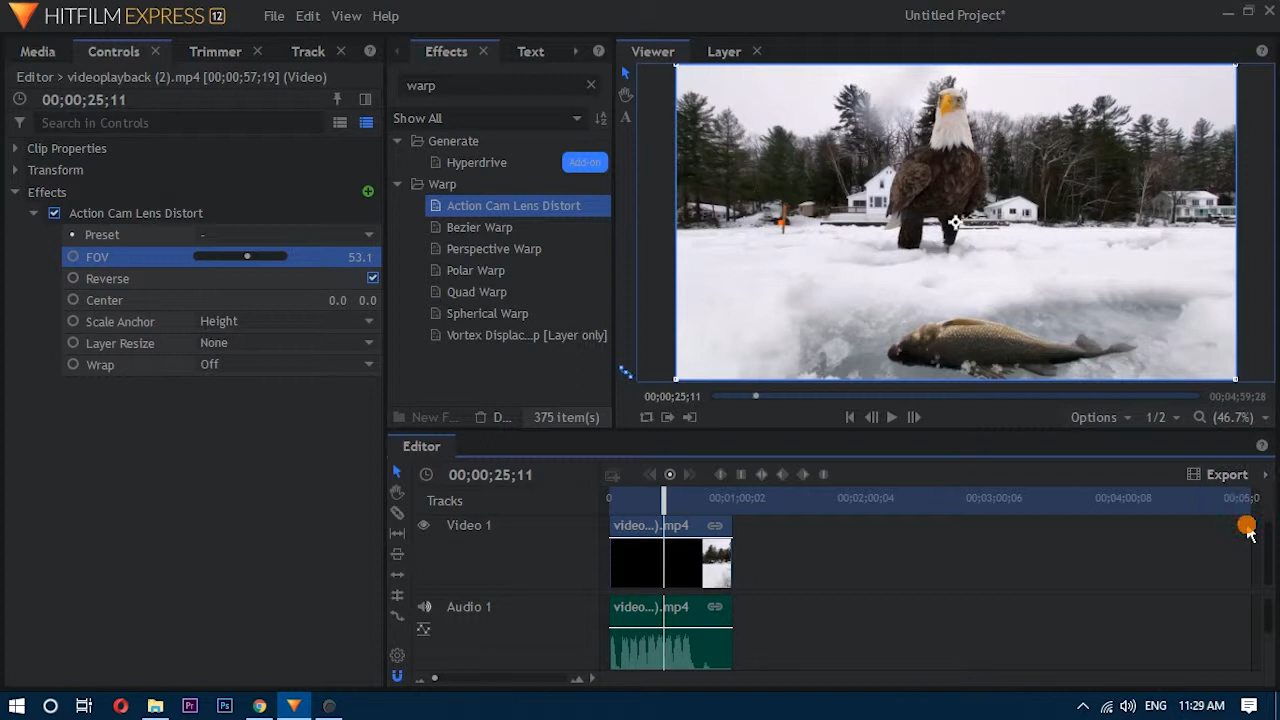 HITFILM EXPRESS 12 File Edit View Help Untitled Project*
Media Controls Trimmer Track
Effects Text
Viewer Layer
Editor > videoplayback (2).mp4 [00;00;57;19] (Video)
00;00;25;11
Search in Controls
Clip Properties
Transform
Effects
Action Cam Lens Distort
Preset -
FOV 53.1
Reverse
Center 0.0 0.0
Scale Anchor Height
Layer Resize None
Wrap Off
warp
Show All
Generate
Hyperdrive Add-on
Warp
Action Cam Lens Distort
Bezier Warp
Perspective Warp
Polar Warp
Quad Warp
Spherical Warp
Vortex Displac...p [Layer only]
New F... D... 375 item(s)
00;00;25;11 00;04;59;28
Options 1/2 (46.7%)
Editor
00;00;25;11 Export
Tracks 0 00;01;00;02 00;02;00;04 00;03;00;06 00;04;00;08 00;05;0
Video 1 video...).mp4
Audio 1 video...).mp4
Pr Ps ENG 11:29 AM